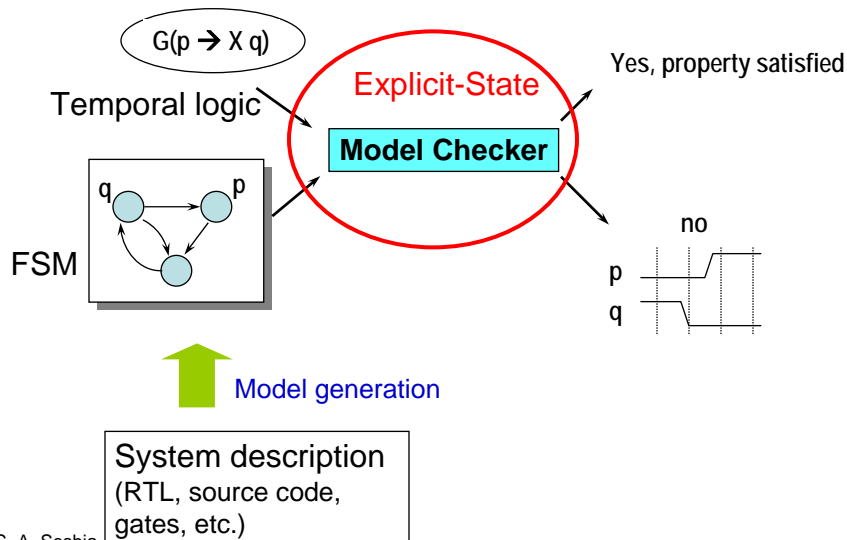 G(p → X q)
Temporal logic
Explicit-State
Model Checker
Yes, property satisfied
q
p
FSM
no
p
q
Model generation
System description
(RTL, source code,
gates, etc.)